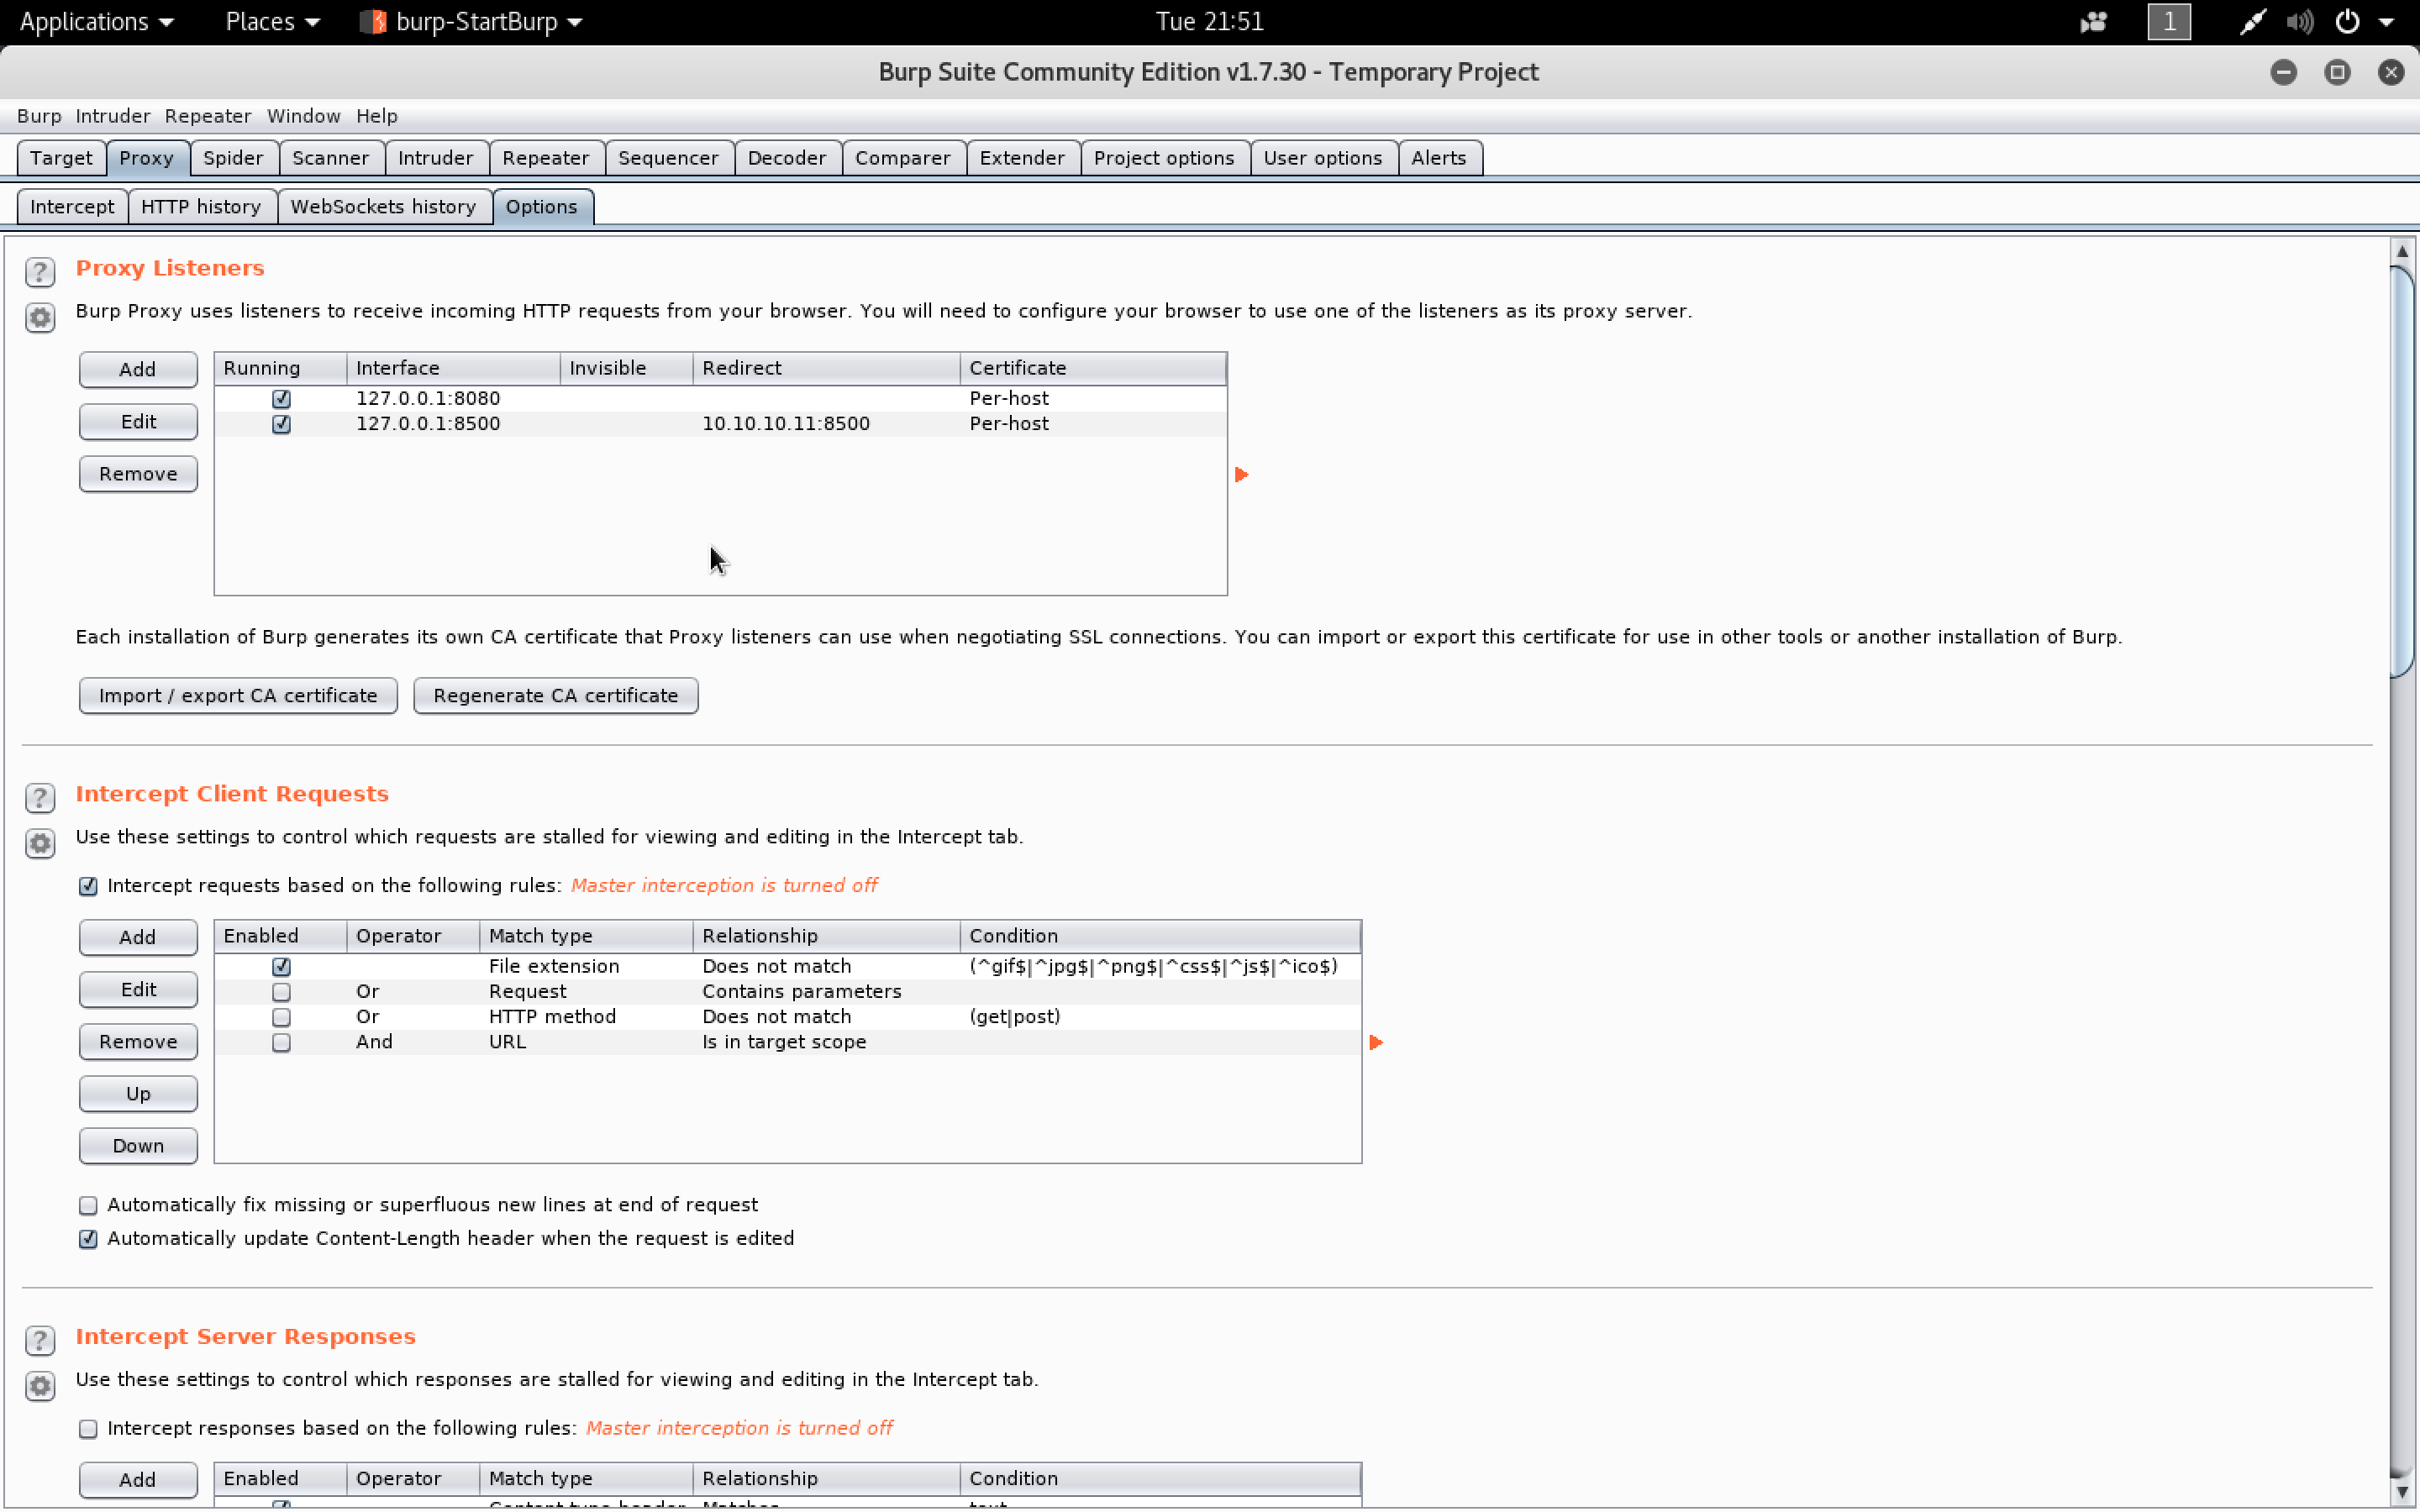 Applications Places burp-StartBurp Tue 21:51 1
Burp Suite Community Edition v1.7.30 - Temporary Project
Burp Intruder Repeater Window Help
Target Proxy Spider Scanner Intruder Repeater Sequencer Decoder Comparer Extender Project options User options Alerts
Intercept HTTP history WebSockets history Options
? Proxy Listeners
Burp Proxy uses listeners to receive incoming HTTP requests from your browser. You will need to configure your browser to use one of the listeners as its proxy server.
Add Running Interface Invisible Redirect Certificate
127.0.0.1:8080 Per-host
Edit 127.0.0.1:8500 10.10.10.11:8500 Per-host
Remove
Each installation of Burp generates its own CA certificate that Proxy listeners can use when negotiating SSL connections. You can import or export this certificate for use in other tools or another installation of Burp.
Import / export CA certificate Regenerate CA certificate
? Intercept Client Requests
Use these settings to control which requests are stalled for viewing and editing in the Intercept tab.
Intercept requests based on the following rules: Master interception is turned off
Add Enabled Operator Match type Relationship Condition
File extension Does not match (^gif$|^jpg$|^png$|^css$|^js$|^ico$)
Edit Or Request Contains parameters
Or HTTP method Does not match (get|post)
Remove And URL Is in target scope
Up
Down
Automatically fix missing or superfluous new lines at end of request
Automatically update Content-Length header when the request is edited
? Intercept Server Responses
Use these settings to control which responses are stalled for viewing and editing in the Intercept tab.
Intercept responses based on the following rules: Master interception is turned off
Add Enabled Operator Match type Relationship Condition